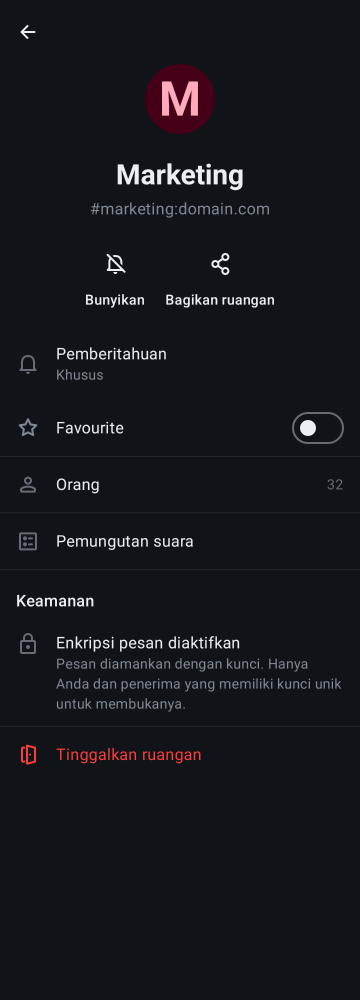 M
Marketing
#marketing:domain.com
Bunyikan
Bagikan ruangan
Pemberitahuan
Khusus
Favourite
Orang
32
Pemungutan suara
Keamanan
Enkripsi pesan diaktifkan
Pesan diamankan dengan kunci. Hanya
Anda dan penerima yang memiliki kunci unik
untuk membukanya.
Tinggalkan ruangan